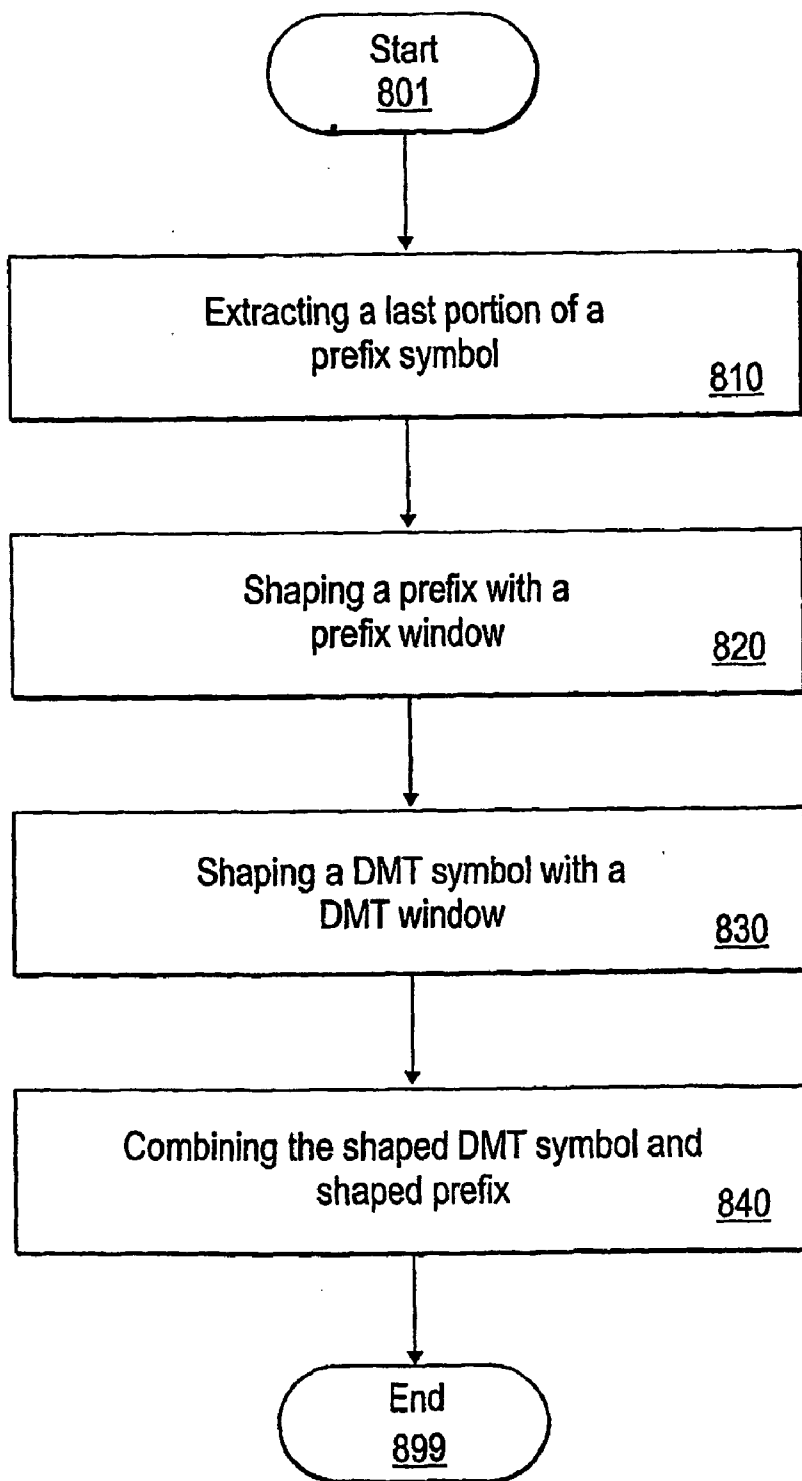 Start
801
Extracting a last portion of a
prefix symbol
810
Shaping a prefix with a
prefix window
820
Shaping a DMT symbol with a
DMT window
830
Combining the shaped DMT symbol and
shaped prefix
840
End
899